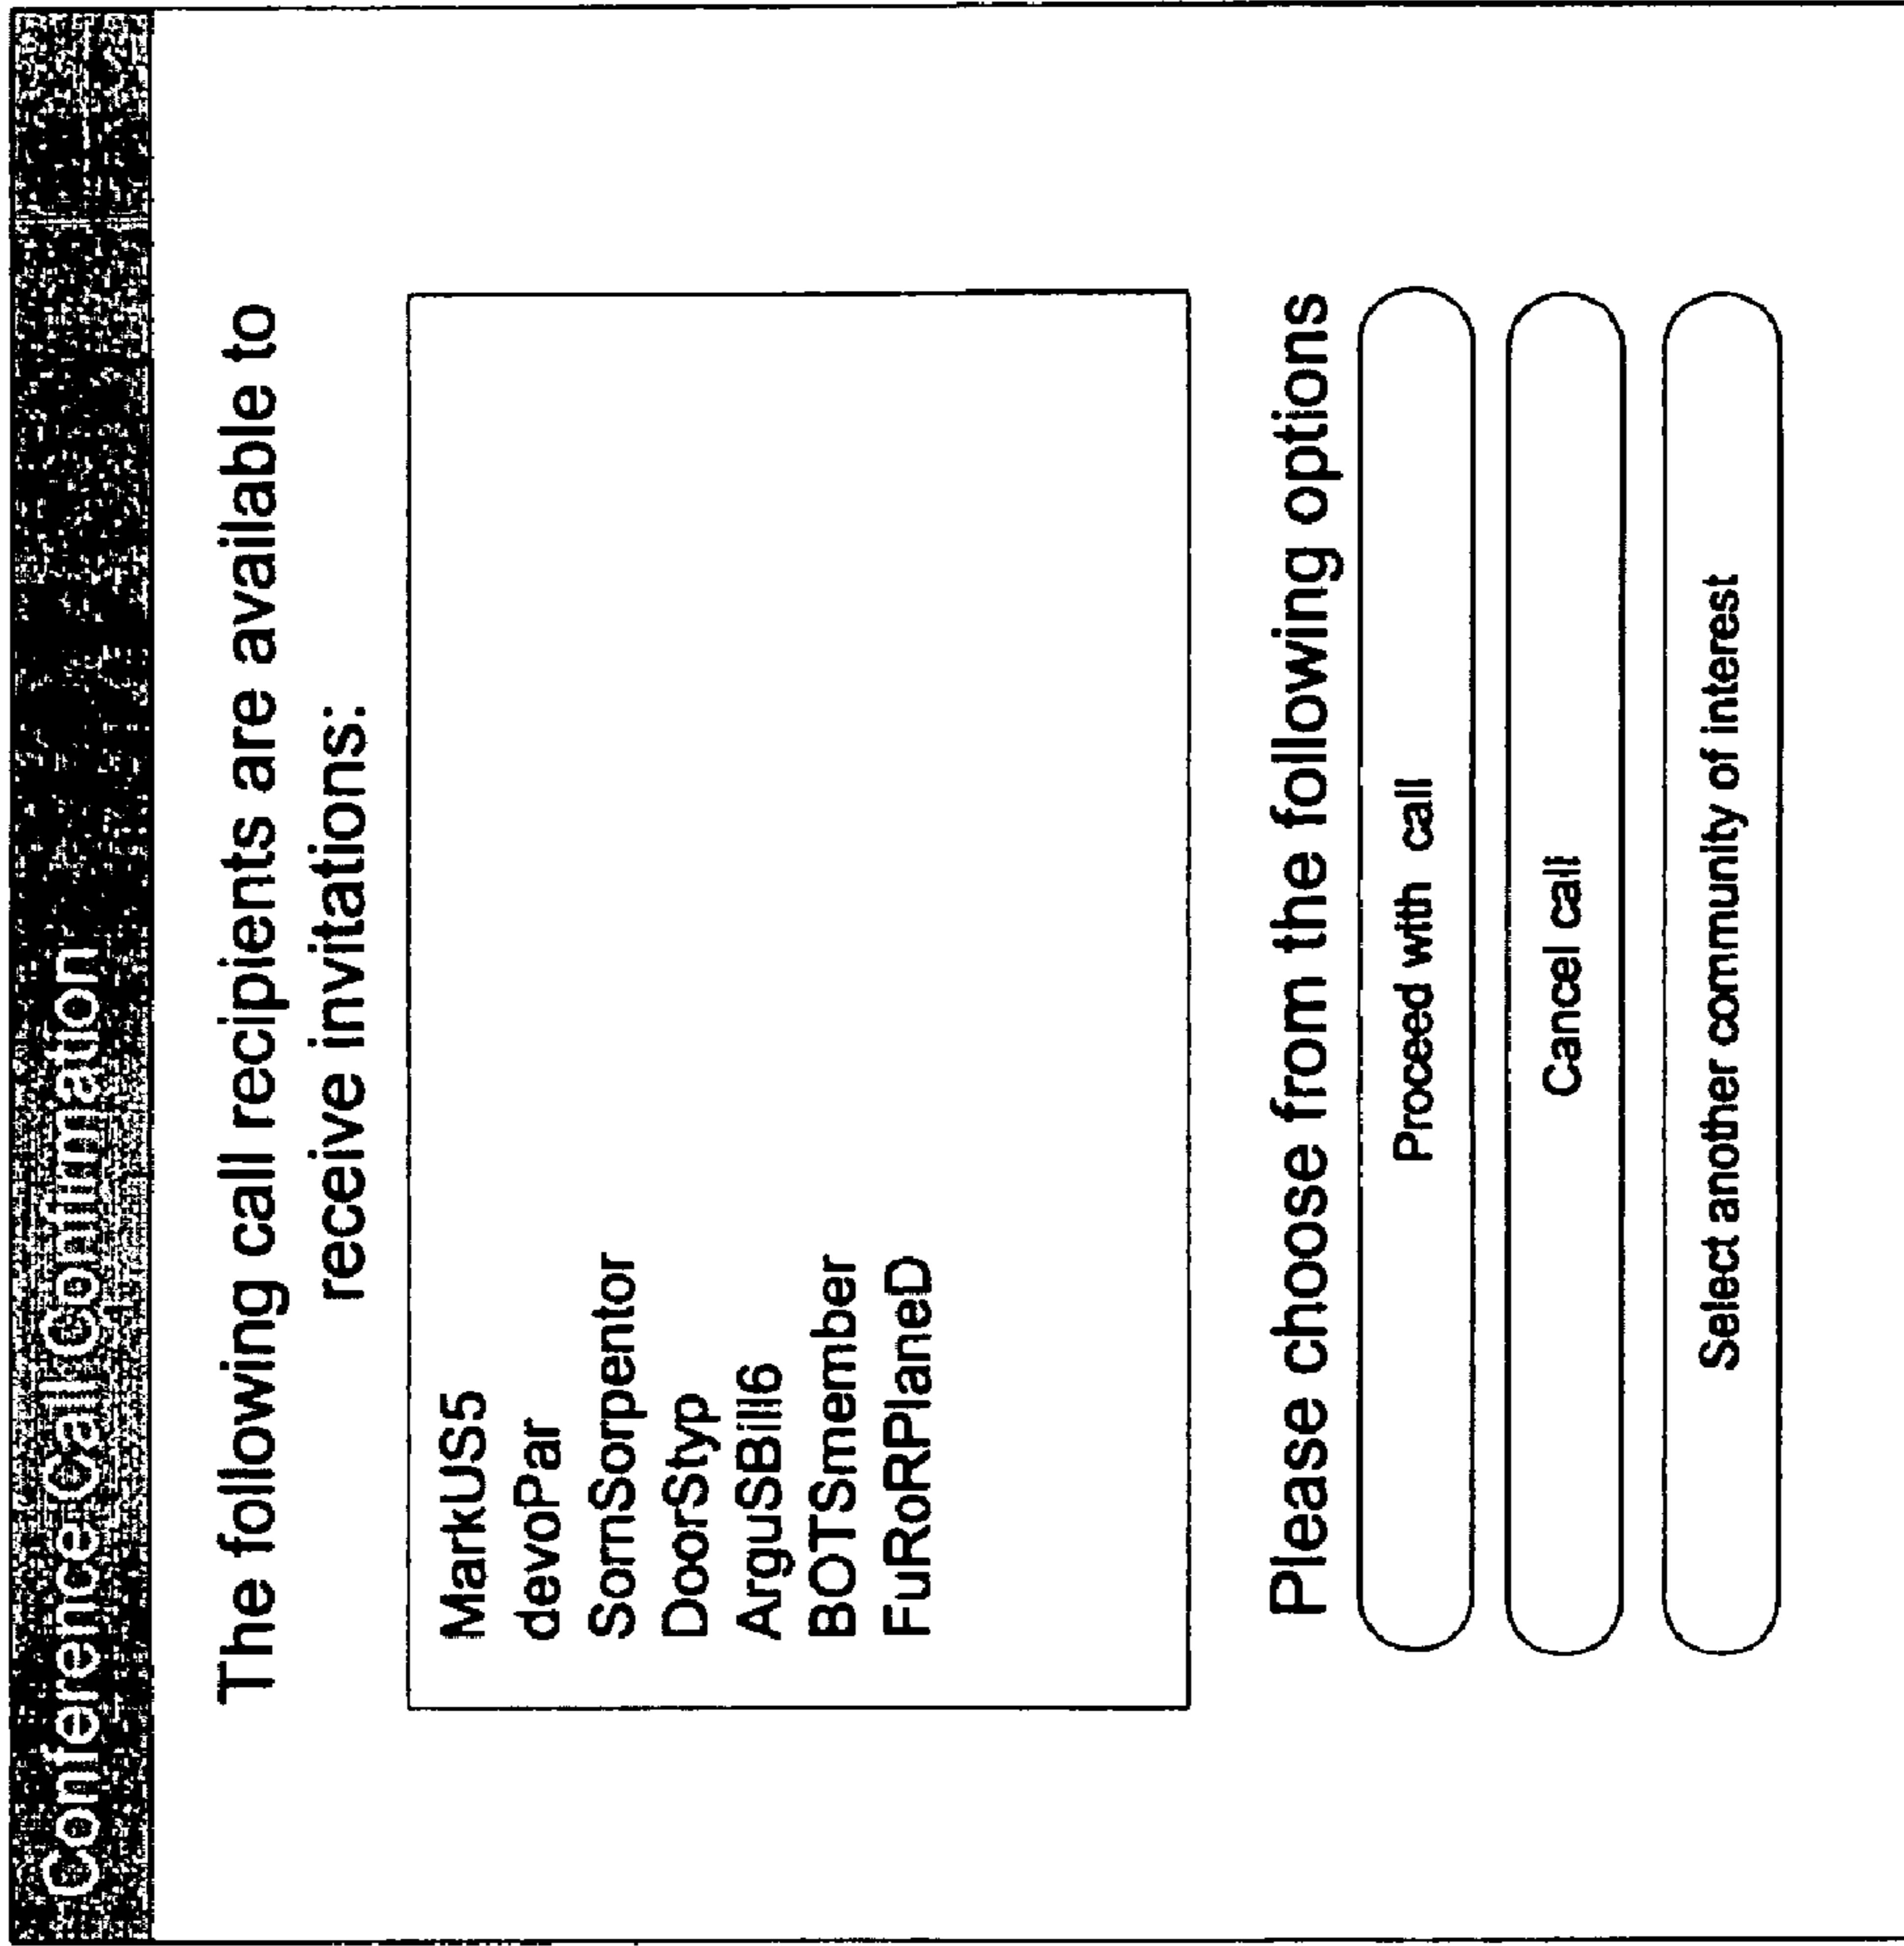 Conference Call Confirmation
The following call recipients are available to
receive invitations:
MarkUS5
devoPar
SornSorpentor
DoorStyp
ArguSBill6
BOTSmember
FuRoRPlaneD
Please choose from the following options
Proceed with call
Cancel call
Select another community of interest